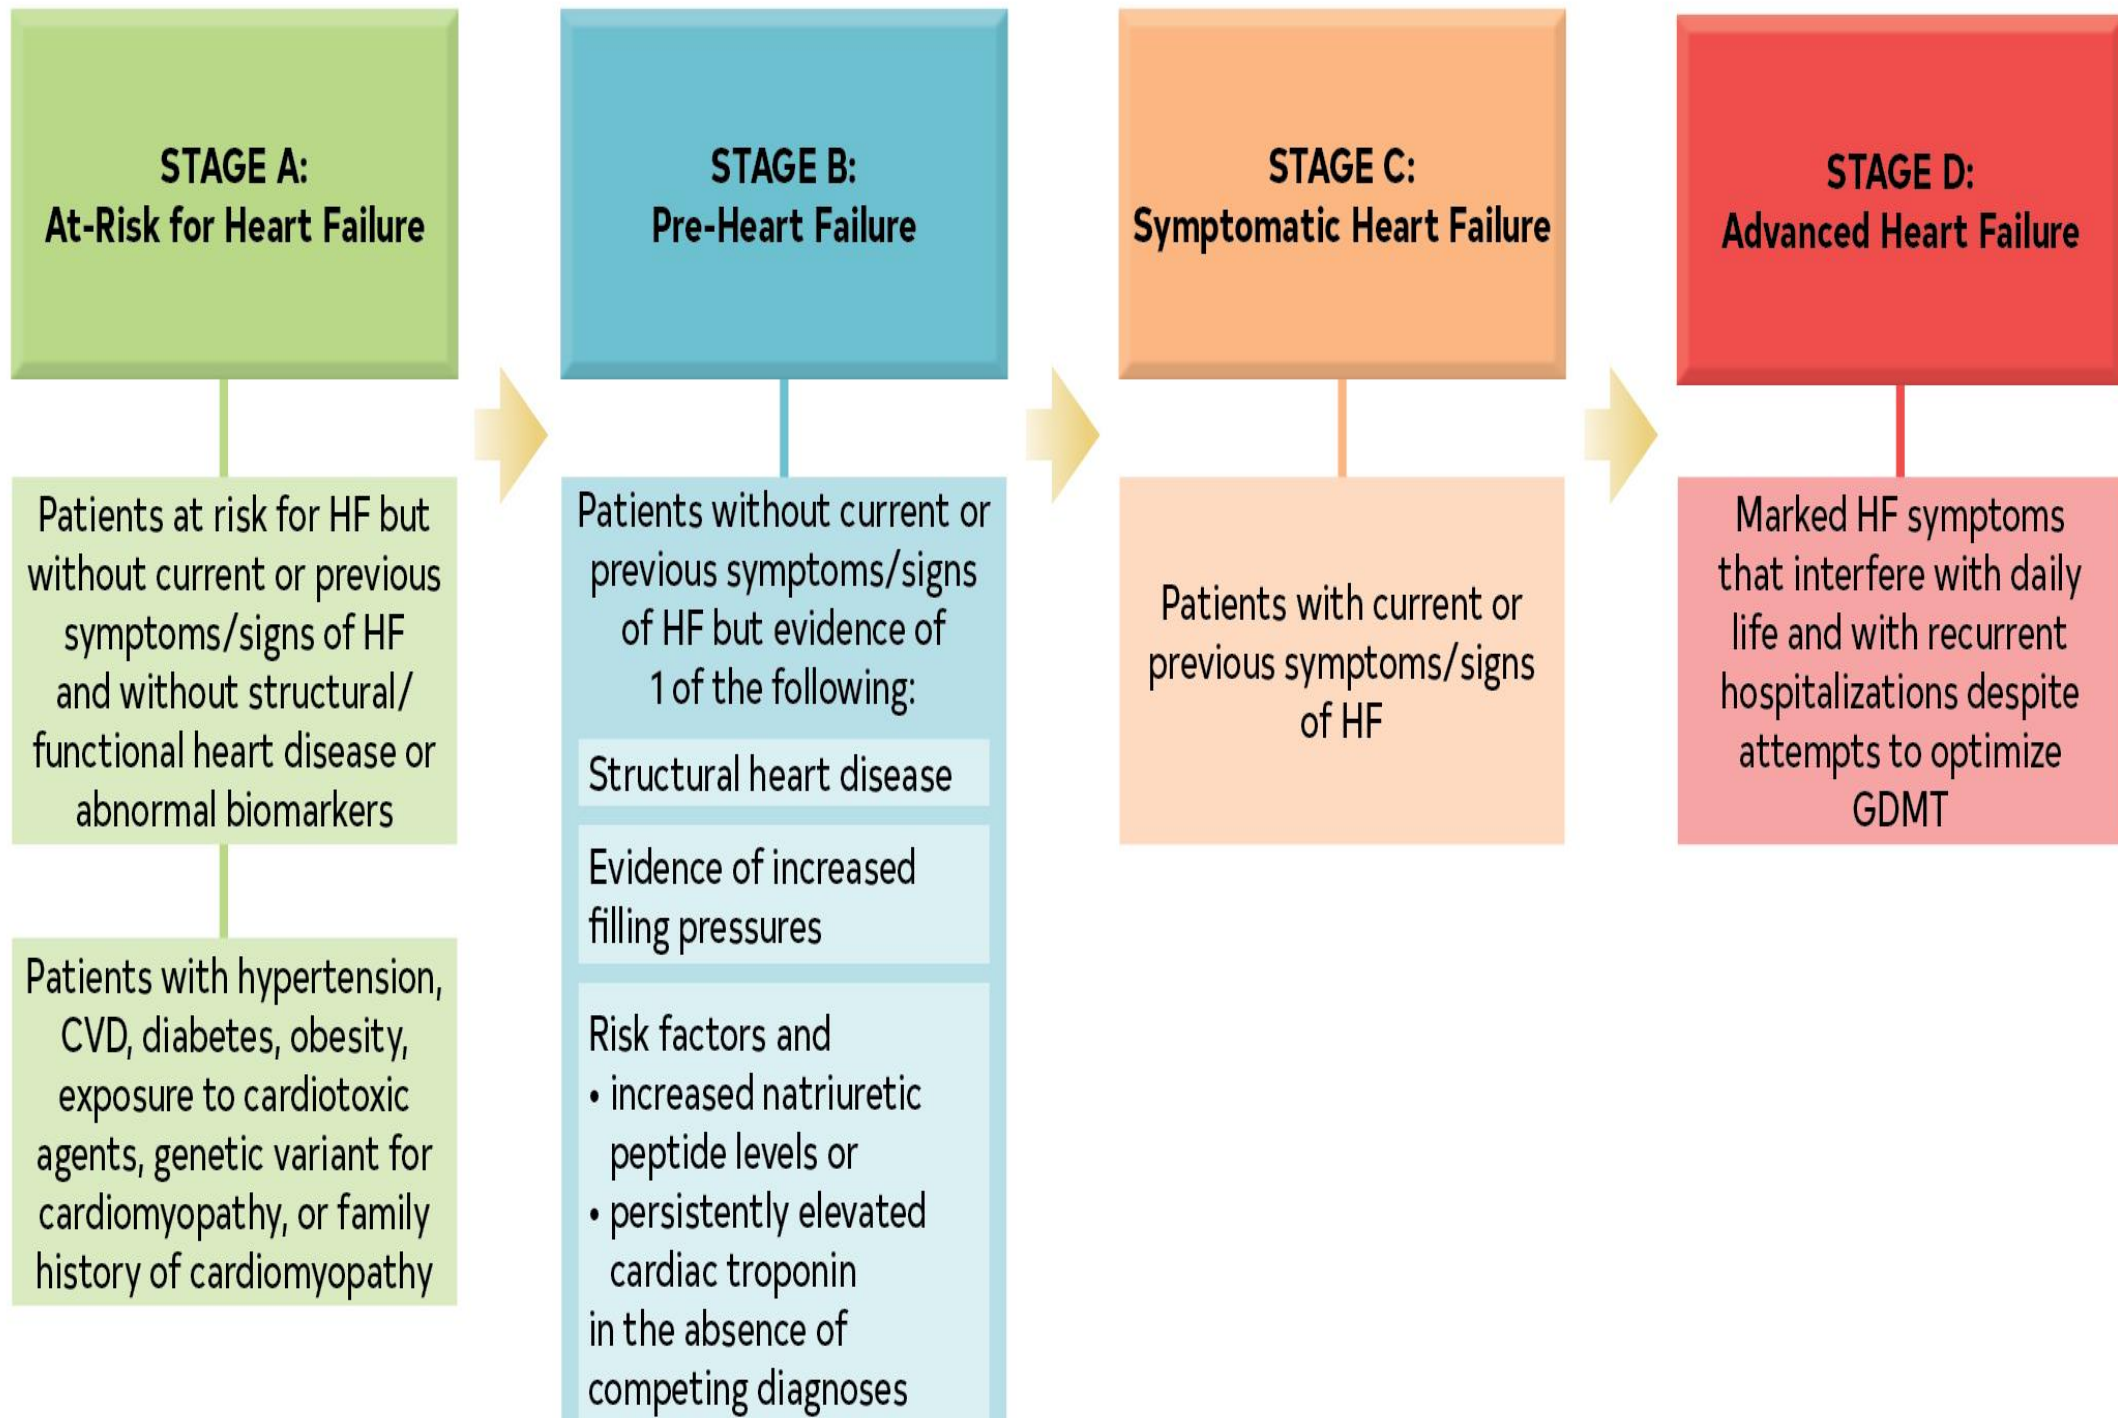 STAGE A:
At-Risk for Heart Failure
Patients at risk for HF but
without current or previous
symptoms/signs of HF
and without structural/
functional heart disease or
abnormal biomarkers
Patients with hypertension,
CVD, diabetes, obesity,
exposure to cardiotoxic
agents, genetic variant for
cardiomyopathy, or family
history of cardiomyopathy
STAGE B:
Pre-Heart Failure
Patients without current or
previous symptoms/signs
of HF but evidence of
1 of the following:
Structural heart disease
Evidence of increased
filling pressures
Risk factors and
• increased natriuretic
peptide levels or
• persistently elevated
cardiac troponin
in the absence of
competing diagnoses
STAGE C:
Symptomatic Heart Failure
Patients with current or
previous symptoms/signs
of HF
STAGE D:
Advanced Heart Failure
Marked HF symptoms
that interfere with daily
life and with recurrent
hospitalizations despite
attempts to optimize
GDMT